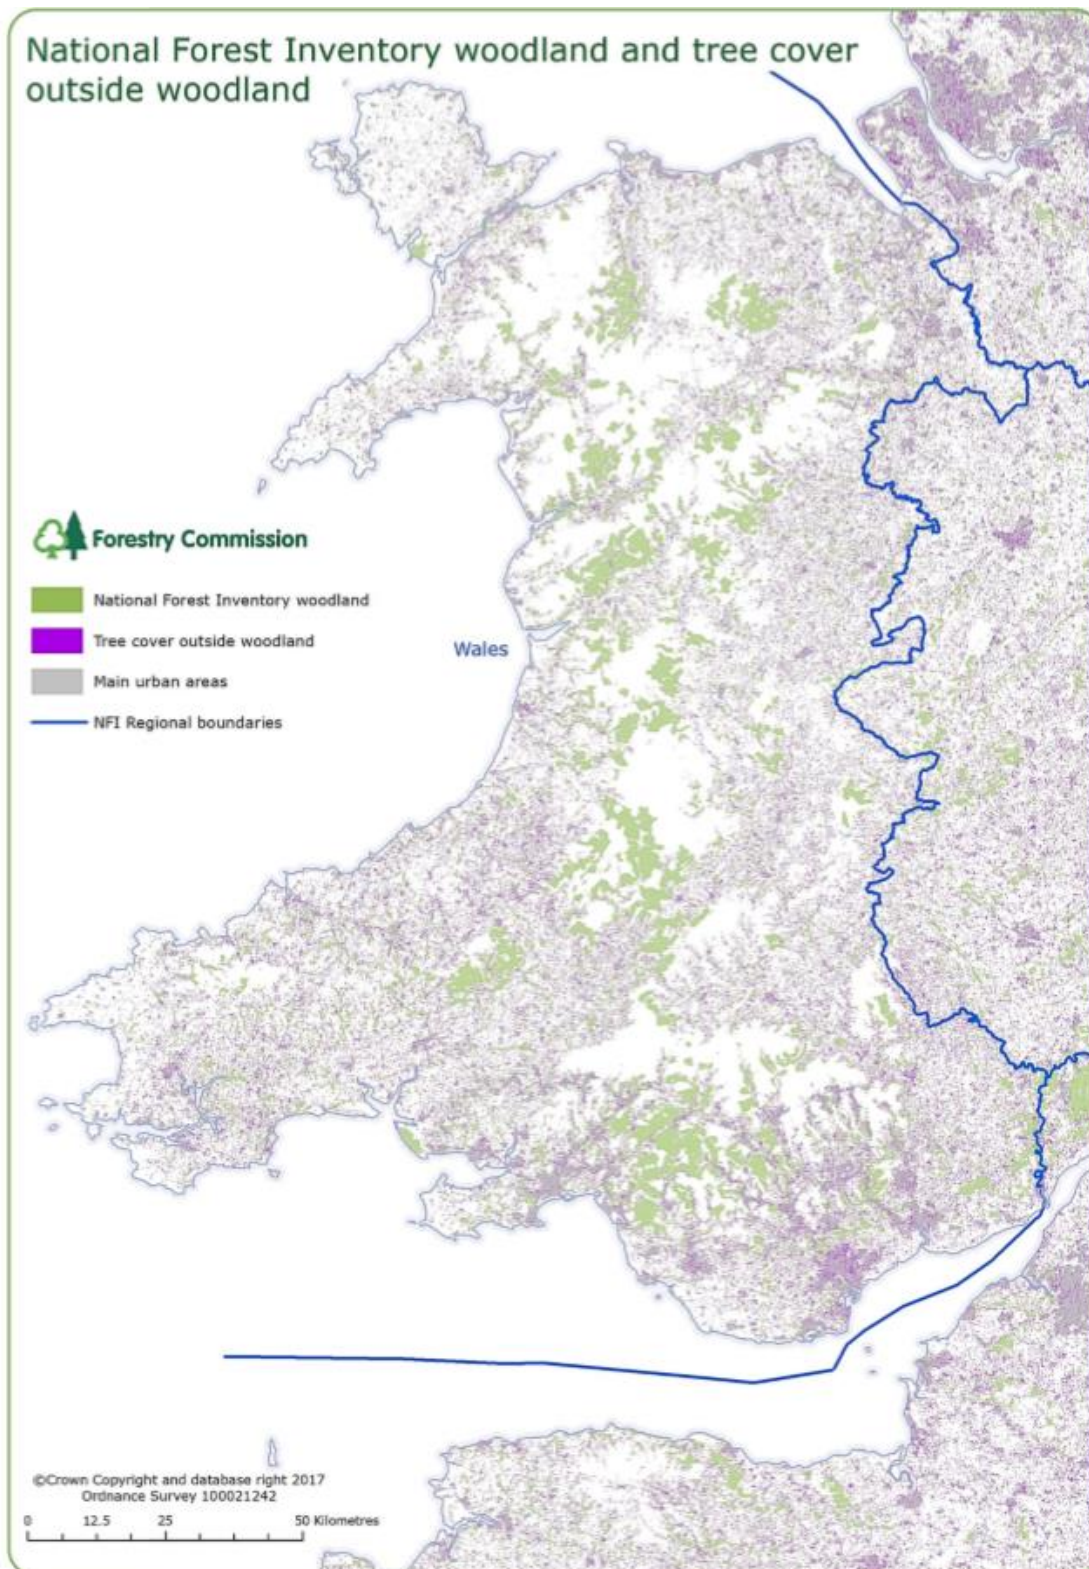 National Forest Inventory woodland and tree cover
outside woodland
Forestry Commission
National Forest Inventory woodland
Tree cover outside woodland
Wales
Main urban areas
NFI Regional boundaries
©Crown Copyright and database right 2017
Ordnance Survey 100021242
0 12.5 25 50 Kilometres